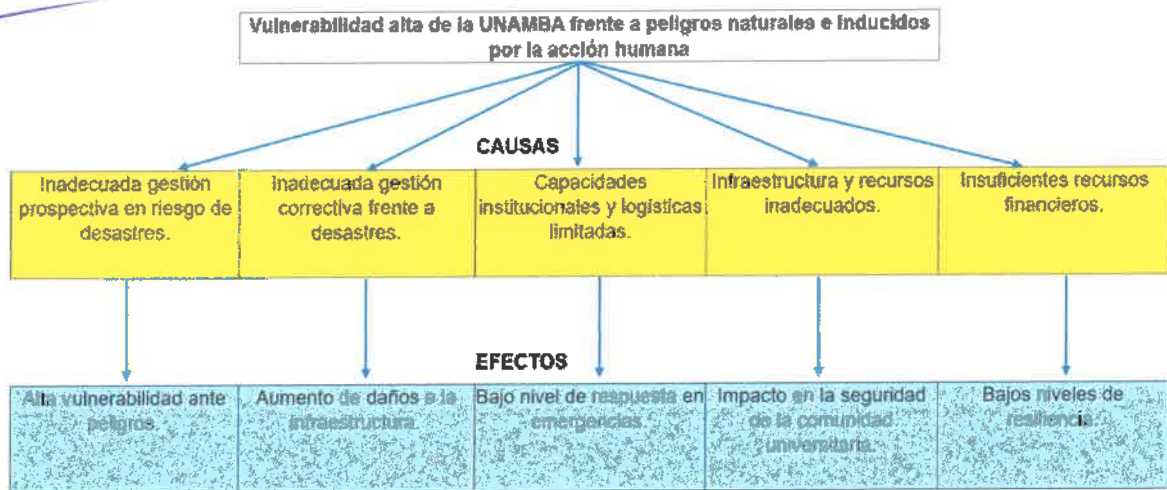 Vulnerabilidad alta de la UNAMBA frente a peligros naturales e inducidos
por la acción humana
CAUSAS
Inadecuada gestión
prospectiva en riesgo de
desastres.
Inadecuada gestión
correctiva frente a
desastres.
Capacidades
institucionales y logísticas
limitadas.
Infraestructura y recursos
inadecuados.
Insuficientes recursos
financieros.
EFECTOS
Alta vulnerabilidad ante
peligros.
Aumento de daños a la
infraestructura.
Bajo nivel de respuesta en
emergencias.
Impacto en la seguridad
de la comunidad
universitaria.
Bajos niveles de
resiliencia.